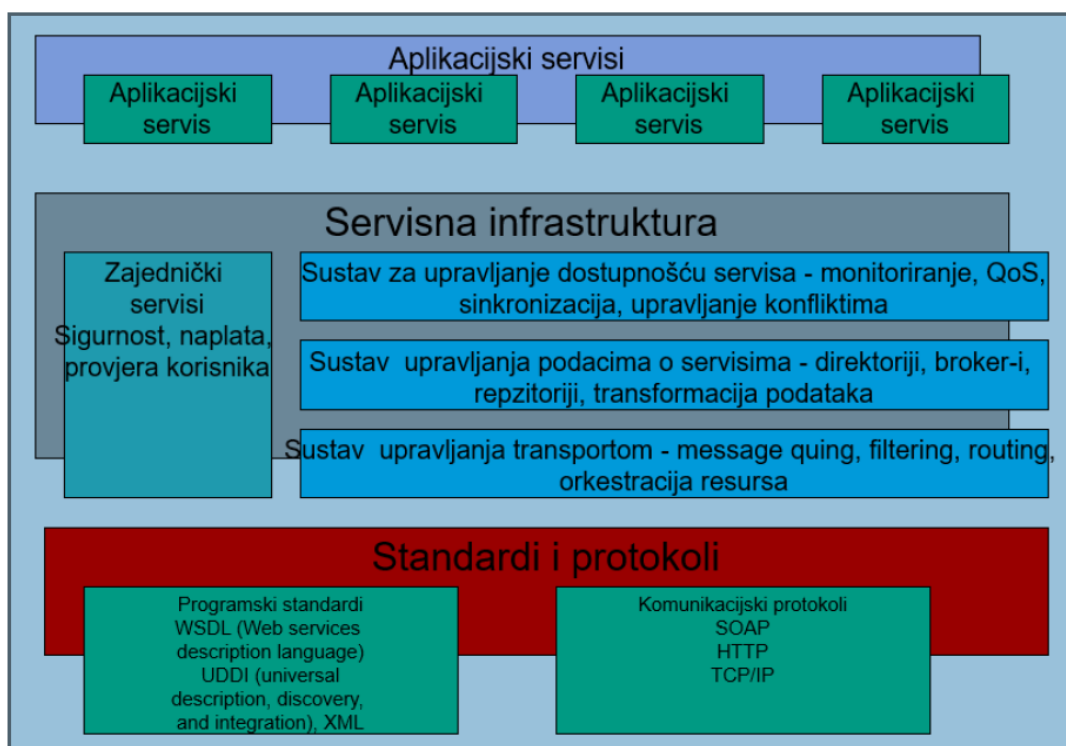 Aplikacijski servisi
Aplikacijski
servis
Aplikacijski
servis
Aplikacijski
servis
Aplikacijski
servis
Servisna infrastruktura
Zajednički
servisi
Sigurnost, naplata,
provjera korisnika
Sustav za upravljanje dostupnošću servisa - monitoriranje, QoS,
sinkronizacija, upravljanje konfliktima
Sustav  upravljanja podacima o servisima - direktoriji, broker-i,
repzitoriji, transformacija podataka
Sustav  upravljanja transportom - message quing, filtering, routing,
orkestracija resursa
Standardi i protokoli
Programski standardi
WSDL (Web services
description language)
UDDI (universal
description, discovery,
and integration), XML
Komunikacijski protokoli
SOAP
HTTP
TCP/IP